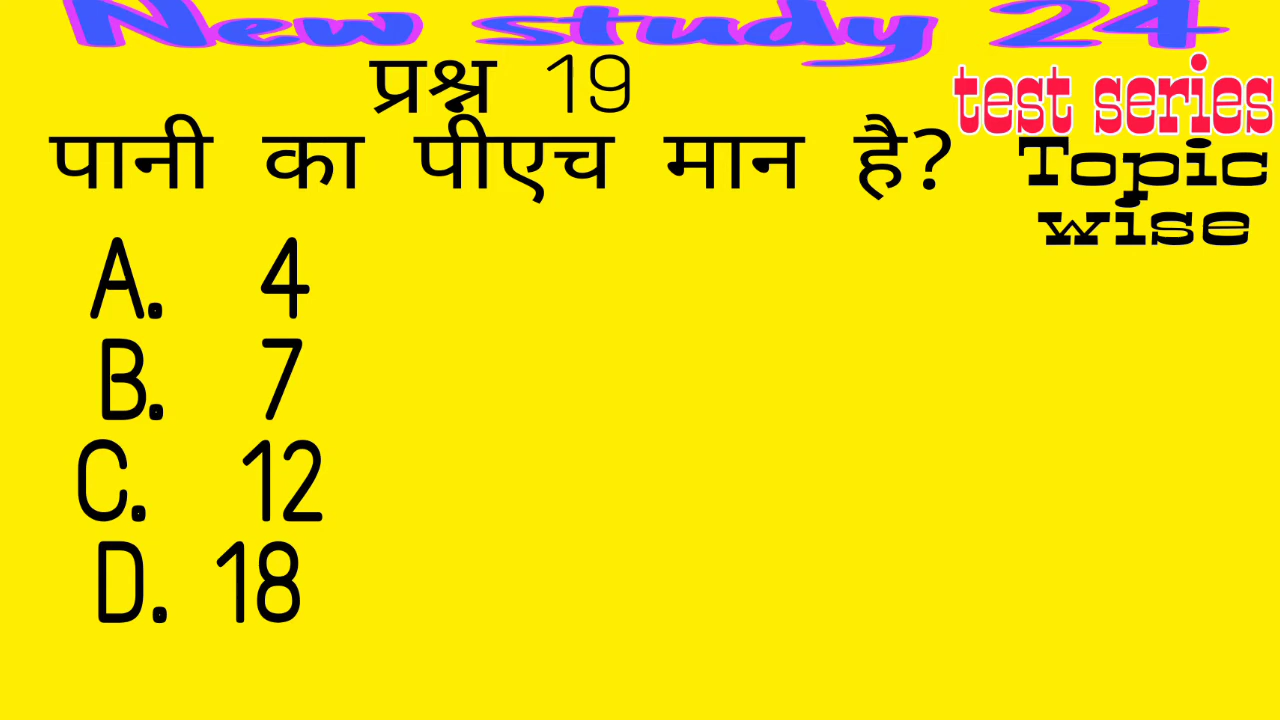 New study 24
प्रश्न 19
test series
पानी का पीएच मान है?
Topic
wise
A. 4
B. 7
C. 12
D. 18